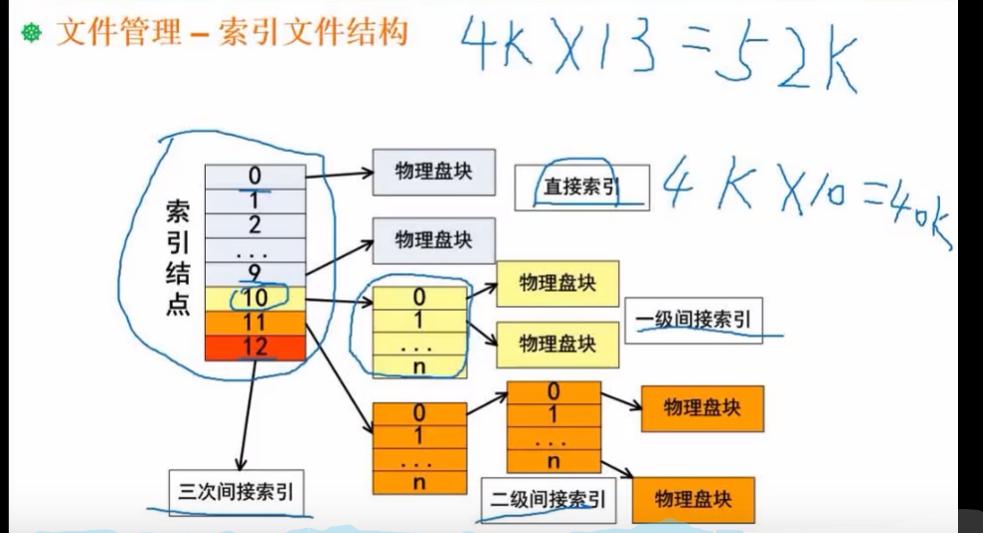 文件管理 – 索引文件结构
4K X 13 = 52K
索引结点
0
1
2
...
9
10
11
12
物理盘块
直接索引
4 K X 10 = 40K
物理盘块
0
1
...
n
物理盘块
物理盘块
一级间接索引
0
1
...
n
0
1
...
n
物理盘块
物理盘块
二级间接索引
三次间接索引